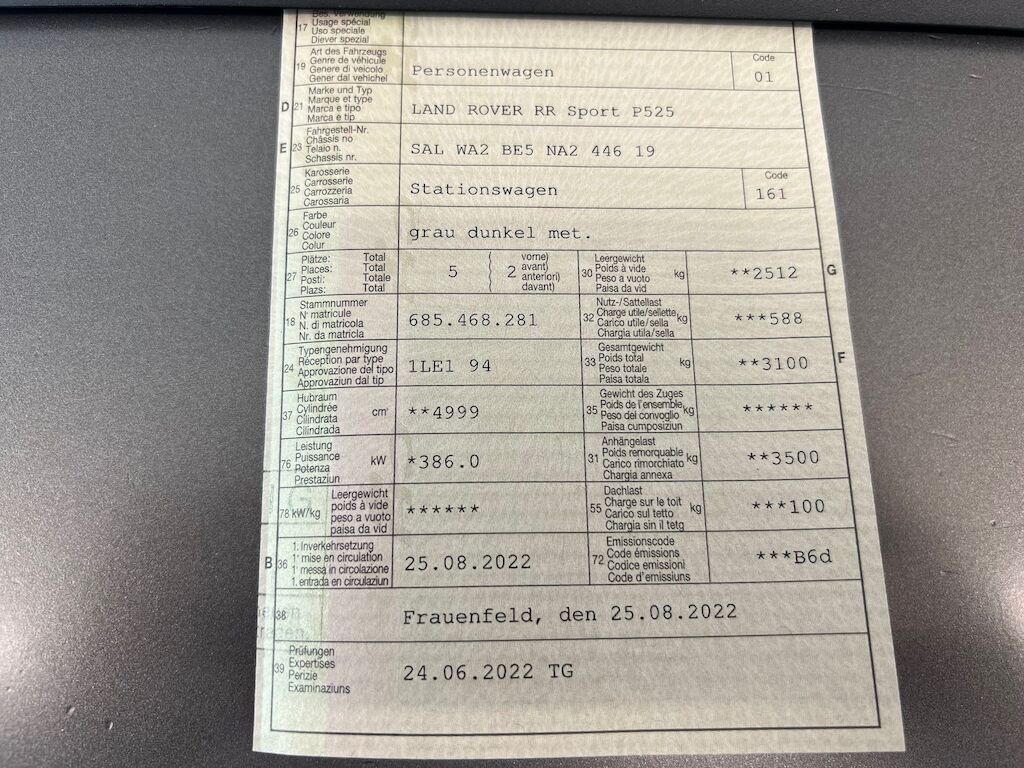 Bes. Verwendung
17 Usage spécial
Uso speciale
Diever spezial
19 Art des Fahrzeugs
Genre de véhicule
Genere di veicolo
Gener dal vehichel
Personenwagen
Code
01
D 21 Marke und Typ
Marque et type
Marca e tipo
Marca e tip
LAND ROVER RR Sport P525
E 23 Fahrgestell-Nr.
Châssis no
Telaio n.
Schassis nr.
SAL WA2 BE5 NA2 446 19
25 Karosserie
Carrosserie
Carrozzeria
Carossaria
Stationswagen
Code
161
26 Farbe
Couleur
Colore
Colur
grau dunkel met.
27 Plätze: Total
Places: Total
Posti: Totale
Plazs: Total
5
2
vorne)
avant)
anteriori)
davant)
30 Leergewicht
Poids à vide
Peso a vuoto
Paisa da vid
kg
**2512
G
18 Stammnummer
N° matricule
N. di matricola
Nr. da matricla
685.468.281
32 Nutz-/Sattellast
Charge utile/sellette
Carico utile/sella
Chargia utila/sella
kg
***588
24 Typengenehmigung
Réception par type
Approvazione del tipo
Approvaziun dal tip
1LE1 94
33 Gesamtgewicht
Poids total
Peso totale
Paisa totala
kg
**3100
F
37 Hubraum
Cylindrée
Cilindrata
Cilindrada
cm³
**4999
35 Gewicht des Zuges
Poids de l'ensemble
Peso del convoglio
Paisa cumposiziun
kg
******
76 Leistung
Puissance
Potenza
Prestaziun
kW
*386.0
31 Anhängelast
Poids remorquable
Carico rimorchiato
Chargia annexa
kg
**3500
78 kW/kg
Leergewicht
poids à vide
peso a vuoto
paisa da vid
******
55 Dachlast
Charge sur le toit
Carico sul tetto
Chargia sin il tetg
kg
***100
B 36 1. Inverkehrsetzung
1re mise en circulation
1a messa in circolazione
1. entrada en circulaziun
25.08.2022
72 Emissionscode
Code émissions
Codice emissioni
Code d'emissiuns
***B6d
38
Frauenfeld, den 25.08.2022
39 Prüfungen
Expertises
Perizie
Examinaziuns
24.06.2022 TG